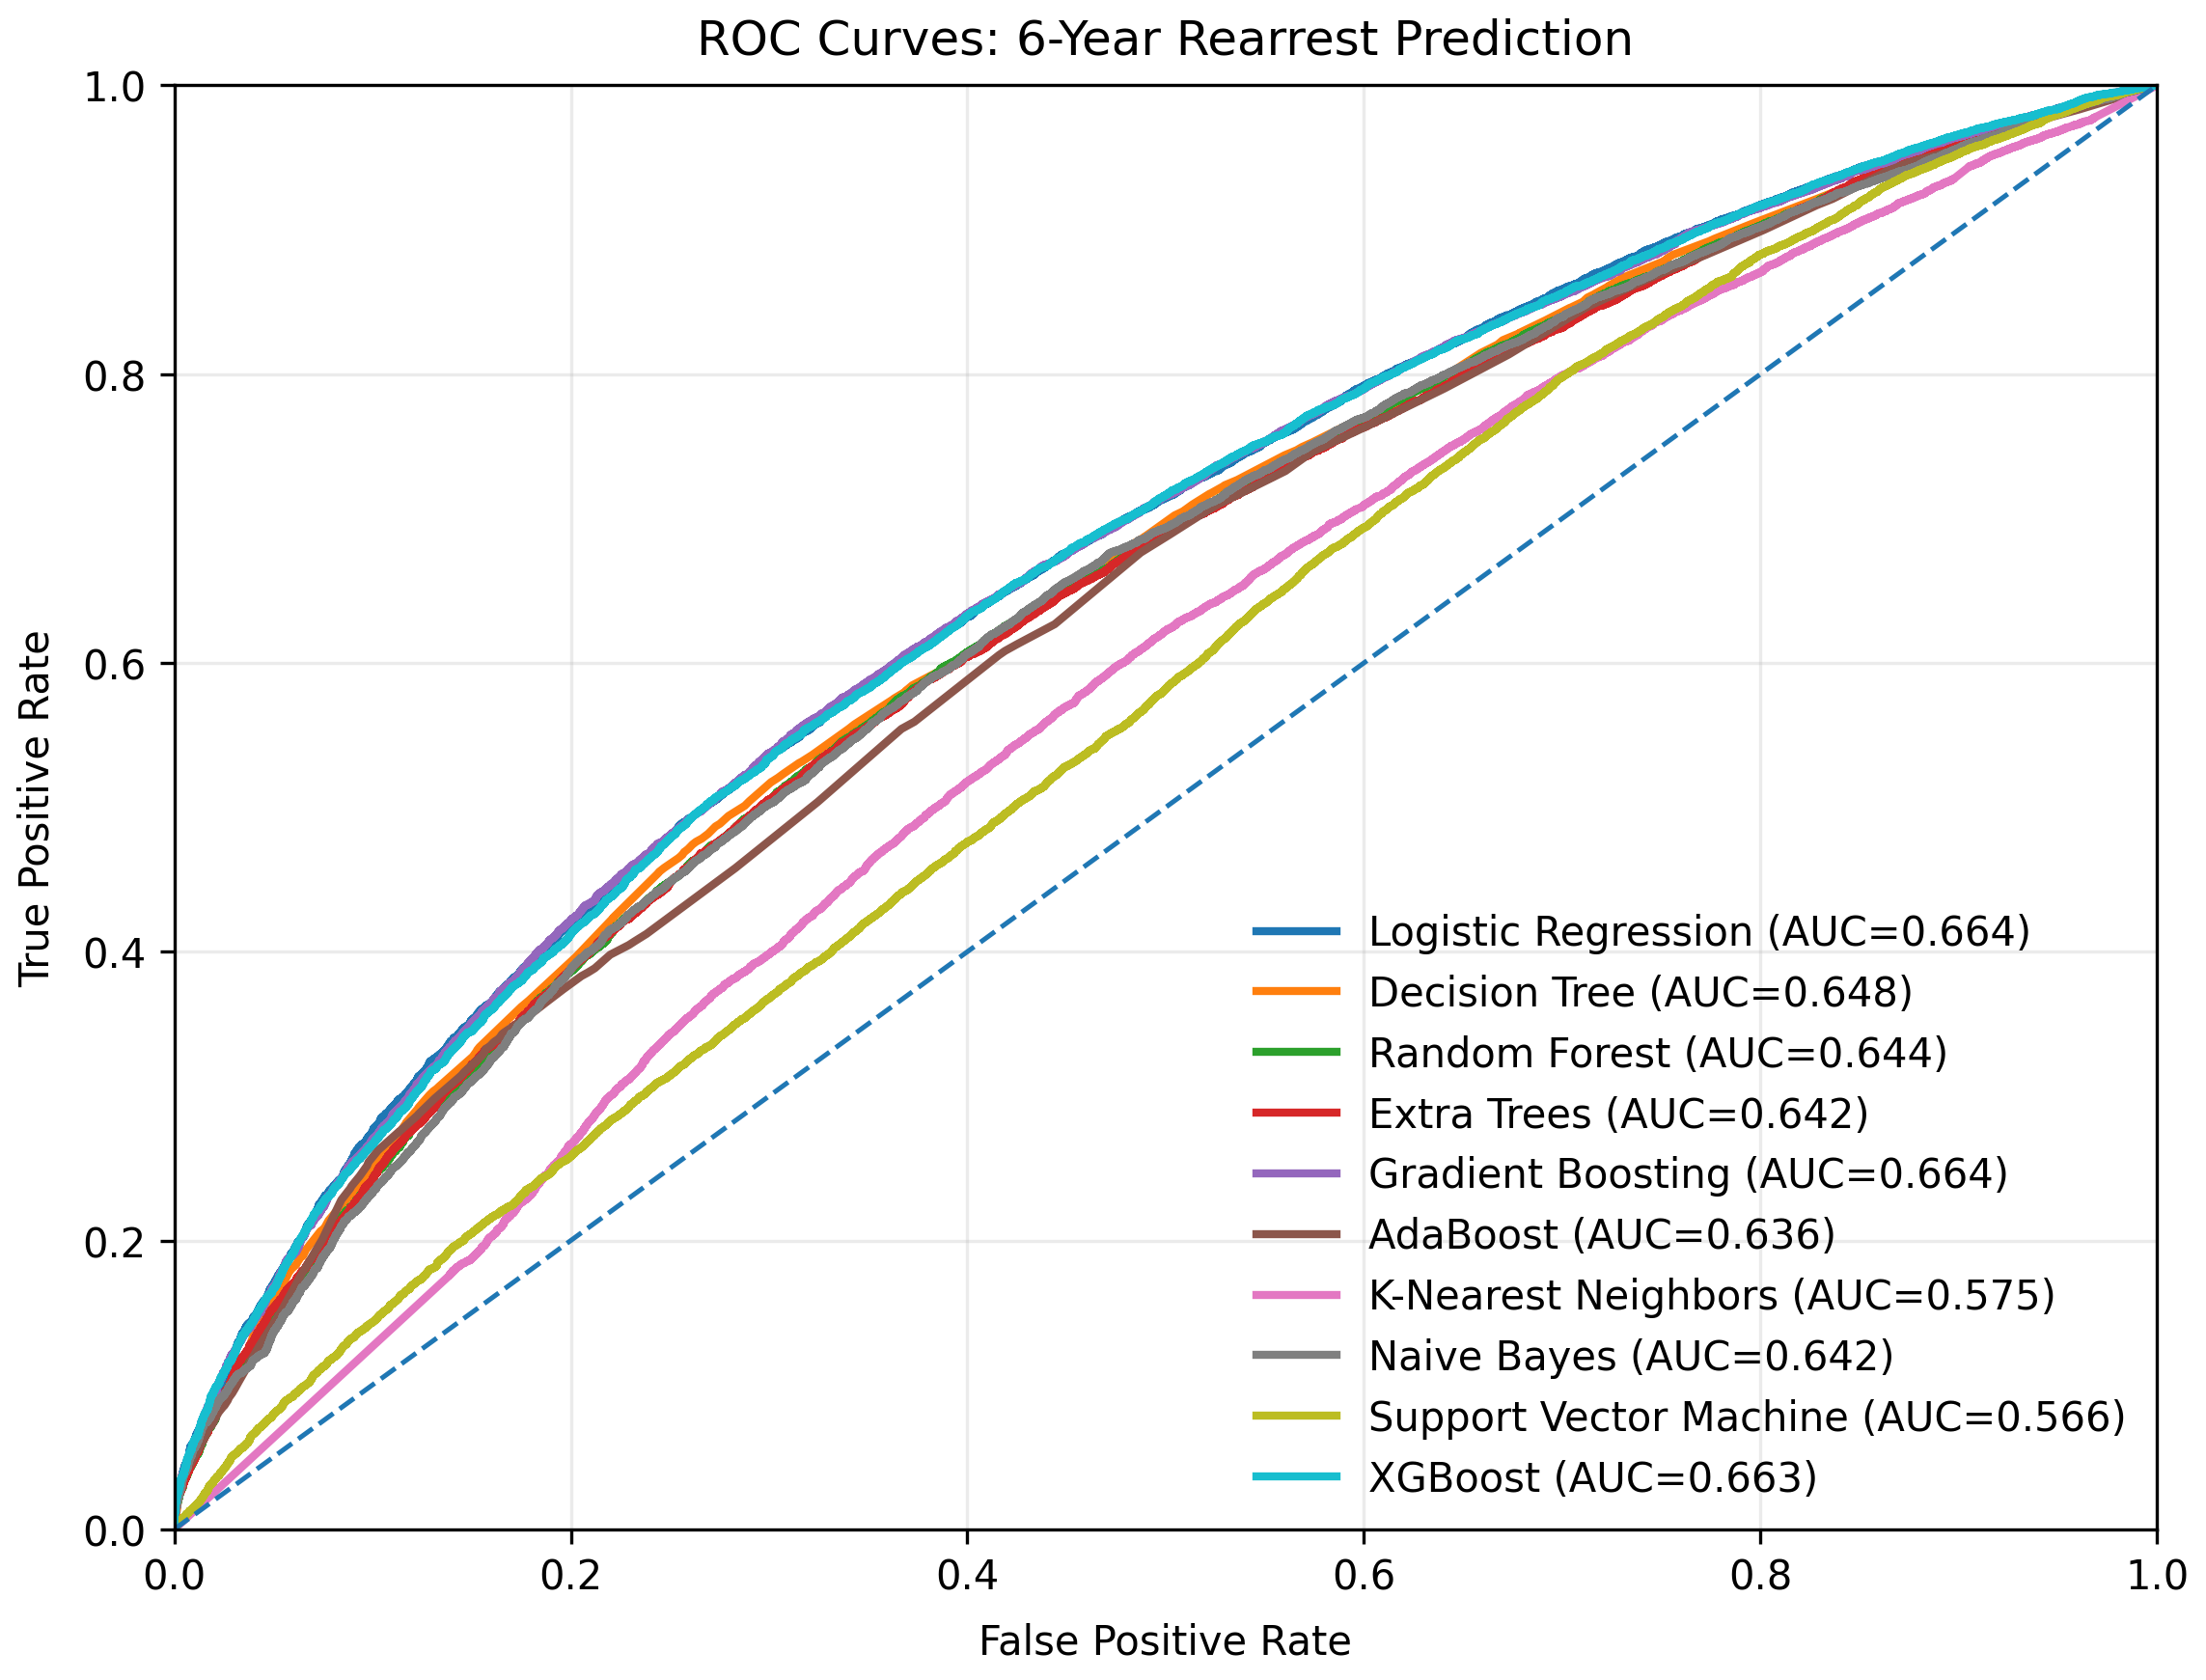 ROC Curves: 6-Year Rearrest Prediction
1.0
0.8
0.6
0.4
0.2
0.0
True Positive Rate
Logistic Regression (AUC=0.664)
Decision Tree (AUC=0.648)
Random Forest (AUC=0.644)
Extra Trees (AUC=0.642)
Gradient Boosting (AUC=0.664)
AdaBoost (AUC=0.636)
K-Nearest Neighbors (AUC=0.575)
Naive Bayes (AUC=0.642)
Support Vector Machine (AUC=0.566)
XGBoost (AUC=0.663)
0.0 0.2 0.4 0.6 0.8 1.0
False Positive Rate